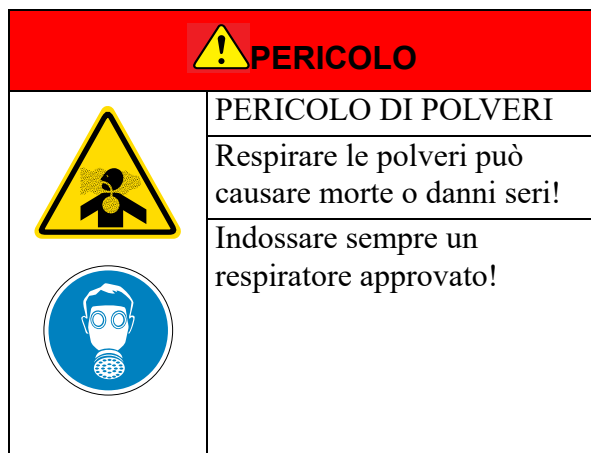 PERICOLO
PERICOLO DI POLVERI
Respirare le polveri può
causare morte o danni seri!
Indossare sempre un
respiratore approvato!